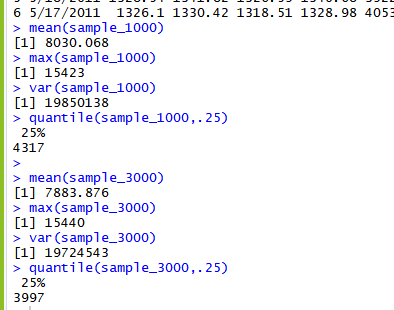 6 5/17/2011 1326.1 1330.42 1318.51 1328.98 4053
> mean(sample_1000)
[1] 8030.068
> max(sample_1000)
[1] 15423
> var(sample_1000)
[1] 19850138
> quantile(sample_1000,.25)
25%
4317
>
> mean(sample_3000)
[1] 7883.876
> max(sample_3000)
[1] 15440
> var(sample_3000)
[1] 19724543
> quantile(sample_3000,.25)
25%
3997